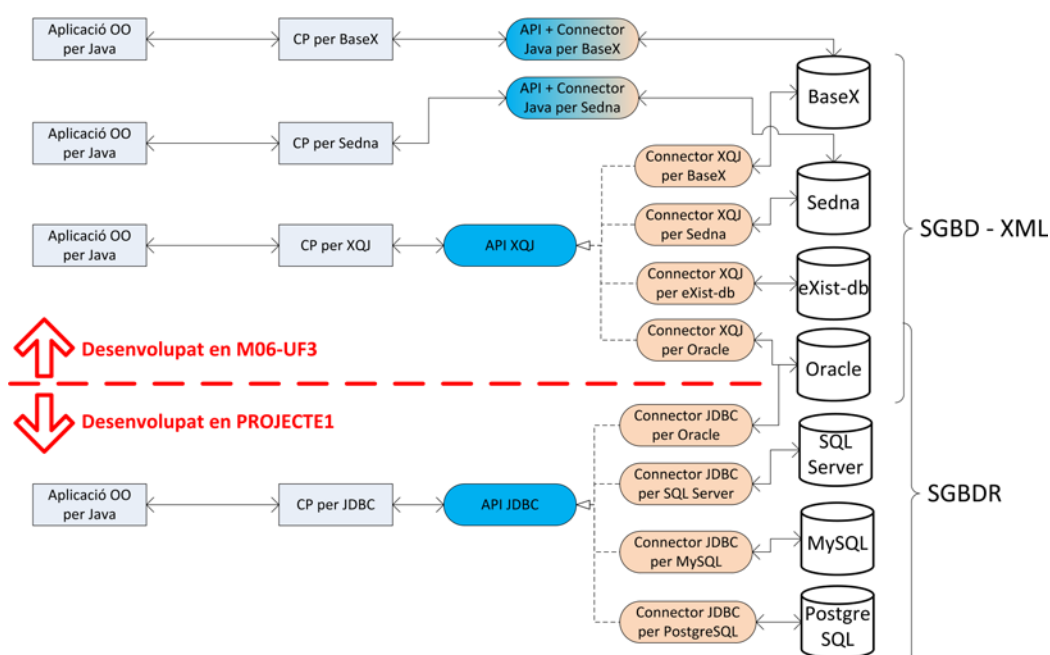 Aplicació OO
per Java
CP per BaseX
API + Connector
Java per BaseX
BaseX
Aplicació OO
per Java
CP per Sedna
API + Connector
Java per Sedna
Connector XQJ
per BaseX
Sedna
Connector XQJ
per Sedna
SGBD - XML
Aplicació OO
per Java
CP per XQJ
API XQJ
Connector XQJ
per eXist-db
eXist-db
Connector XQJ
per Oracle
Oracle
Desenvolupat en M06-UF3
Desenvolupat en PROJECTE1
Connector JDBC
per Oracle
SQL
Server
Connector JDBC
per SQL Server
SGBDR
Aplicació OO
per Java
CP per JDBC
API JDBC
Connector JDBC
per MySQL
MySQL
Connector JDBC
per PostgreSQL
Postgre
SQL